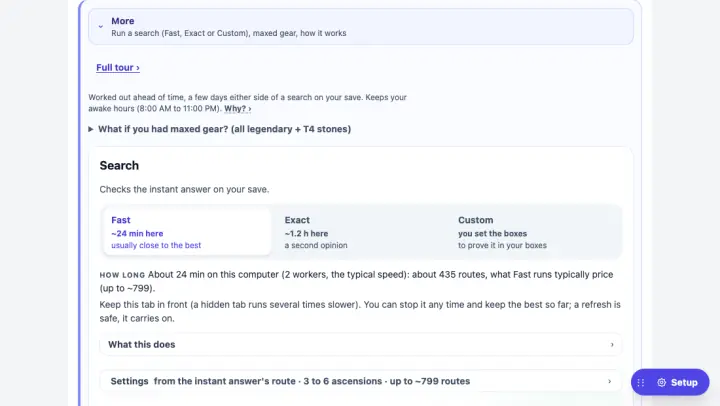 More
Run a search (Fast, Exact or Custom), maxed gear, how it works
Full tour ›
Worked out ahead of time, a few days either side of a search on your save. Keeps your
awake hours (8:00 AM to 11:00 PM). Why? ›
What if you had maxed gear? (all legendary + T4 stones)
Search
Checks the instant answer on your save.
Fast
~24 min here
usually close to the best
Exact
~1.2 h here
a second opinion
Custom
you set the boxes
to prove it in your boxes
HOW LONG About 24 min on this computer (2 workers, the typical speed): about 435 routes, what Fast runs typically price
(up to ~799).
Keep this tab in front (a hidden tab runs several times slower). You can stop it any time and keep the best so far; a refresh is
safe, it carries on.
What this does ›
Settings from the instant answer's route · 3 to 6 ascensions · up to ~799 routes ›
Setup